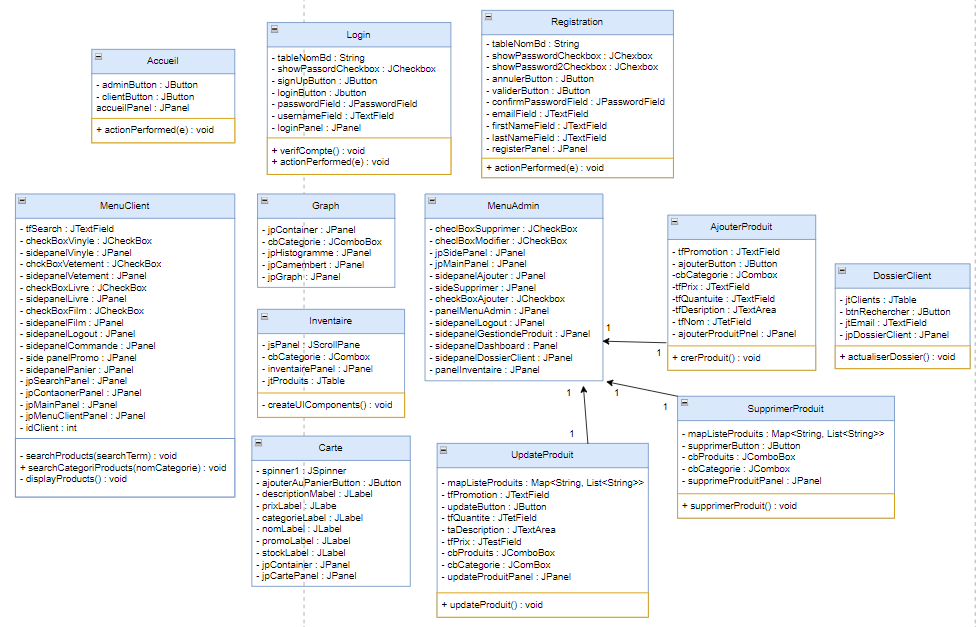 Accueil
- adminButton : JButton
- clientButton : JButton
accueilPanel : JPanel
+ actionPerformed(e) : void
Login
- tableNomBd : String
- showPassordCheckbox : JCheckbox
- signUpButton : JButton
- loginButton : Jbutton
- passwordField : JPasswordField
- usernameField : JTextField
- loginPanel : JPanel
+ verifCompte() : void
+ actionPerformed(e) : void
Registration
- tableNomBd : String
- showPasswordCheckbox : JChexbox
- showPassword2Checkbox : JChexbox
- annulerButton : JButton
- validerButton : JButton
- confirmPasswordField : JPasswordField
- emailField : JTextField
- firstNameField : JTextField
- lastNameField : JTextField
- registerPanel : JPanel
+ actionPerformed(e) : void
MenuClient
- tfSearch : JTextField
- checkBoxVinyle : JCheckBox
- sidepanelVinyle : JPanel
- chckBoxVetement : JCheckBox
- sidepanelVetement : JPanel
- checkBoxLivre : JCheckBox
- sidepanelLivre : JPanel
- checkBoxFilm : JCheckBox
- sidepanelFilm : JPanel
- sidepanelLogout : JPanel
- sidepanelCommande : JPanel
- side panelPromo : JPanel
- sidepanelPanier : JPanel
- jpSearchPanel : JPanel
- jpContaonerPanel : JPanel
- jpMainPanel : JPanel
- jpMenuClientPanel : JPanel
- idClient : int
- searchProducts(searchTerm) : void
+ searchCategoriProducts(nomCategorie) : void
- displayProducts() : void
Graph
- jpContainer : JPanel
- cbCategorie : JComboBox
- jpHistogramme : JPanel
- jpCamembert : JPanel
- jpGraph : JPanel
Inventaire
- jsPanel : JScrollPane
- cbCategorie : JCombox
- inventairePanel : JPanel
- jtProduits : JTable
- createUIComponents() : void
Carte
- spinner1 : JSpinner
- ajouterAuPanierButton : JButton
- descriptionMabel : JLabel
- prixLabel : JLabe
- categorieLabel : JLabel
- nomLabel : JLabel
- promoLabel : JLabel
- stockLabel : JLabel
- jpContainer : JPanel
- jpCartePanel : JPanel
MenuAdmin
- checlBoxSupprimer : JCheckBox
- checlBoxModifier : JCheckBox
- jpSidePanel : JPanel
- jpMainPanel : JPanel
- sidepanelAjouter : JPanel
- sideSupprimer : JPanel
- checkBoxAjouter : JCheckbox
- panelMenuAdmin : JPanel
- sidepanelLogout : JPanel
- sidepanelGestiondeProduit : JPanel
- sidepanelDashboard : Panel
- sidepanelDossierClient : JPanel
- panelInventaire : JPanel
1
1
1
1
1
1
AjouterProduit
- tfPromotion : JTextField
- ajouterButton : JButton
-cbCategorie : JCombox
-tfPrix : JTextField
-tfQuantuite : JTextField
-tfDesription : JTextArea
- tfNom : JTetField
- ajouterProduitPnel : JPanel
+ crerProduit() : void
DossierClient
- jtClients : JTable
- btnRechercher : JButton
- jtEmail : JTextField
- jpDossierClient : JPanel
+ actualiserDossier() : void
UpdateProduit
- mapListeProduits : Map<String, List<String>>
- tfPromotion : JTextField
- updateButton : JButton
- tfQuantite : JTetField
- taDescription : JTextArea
- tfPrix : JTestField
- cbProduits : JComboBox
- cbCategorie : JComBox
- updateProduitPanel : JPanel
+ updateProduit() : void
SupprimerProduit
- mapListeProduits : Map<String, List<String>>
- supprimerButton : JButton
- cbProduits : JComboBox
- cbCategorie : JCombox
- supprimeProduitPanel : JPanel
+ supprimerProduit() : void